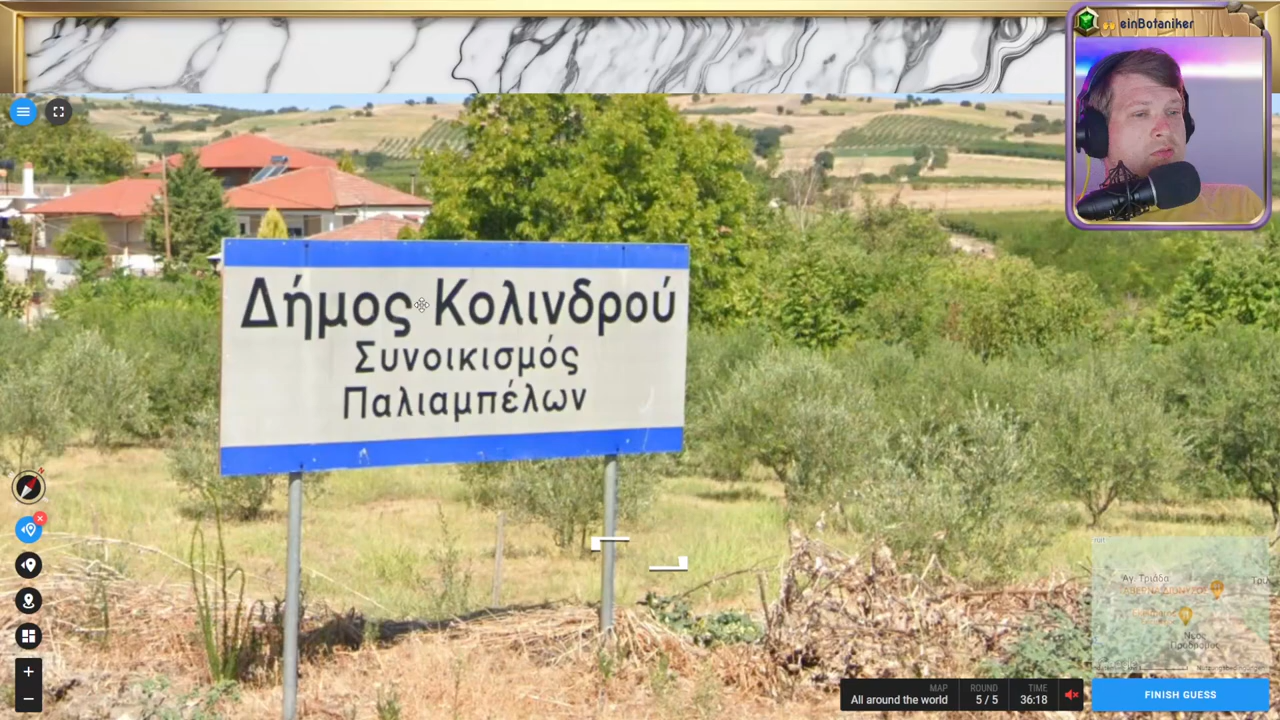 einBotaniker
Δήμος Κολινδρού
Συνοικισμός
Παλιαμπέλων
Αγ. Τριάδα
Νέος
Πρόδρομος
MAP
All around the world
ROUND
5 / 5
TIME
36:18
FINISH GUESS